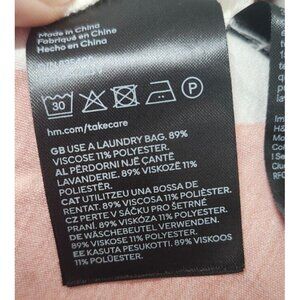 Made in China
Fabriqué en China
Hecho en China
30
P
hm.com/takecare
GB USE A LAUNDRY BAG. 89%
VISCOSE 11% POLYESTER.
AL PËRDORNI NJË ÇANTË
LAVANDERIE. 89% VISKOZË 11%
POLIESTËR.
CAT UTILITZEU UNA BOSSA DE
RENTAT. 89% VISCOSA 11% POLIÈSTER.
CZ PERTE V SÁČKU PRO ŠETRNÉ
PRANÍ. 89% VISKÓZA 11% POLYESTER.
DE WÄSCHEBEUTEL VERWENDEN.
89% VISKOSE 11% POLYESTER.
EE KASUTA PESUKOTTI. 89% VISKOOS
11% POLÜESTER.